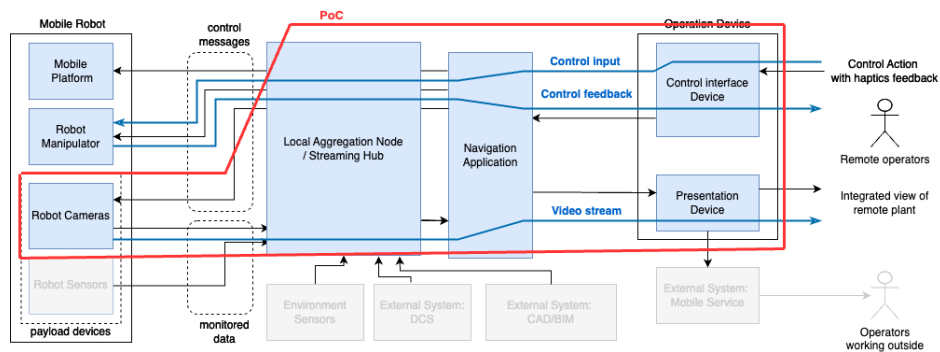 PoC
Mobile Robot
control
messages
Operation Device
Mobile
Platform
Control input
Control interface
Device
Control Action
with haptics feedback
Control feedback
Robot
Manipulator
Local Aggregation Node
/ Streaming Hub
Navigation
Application
Remote operators
Robot Cameras
Presentation
Device
Integrated view of
remote plant
Video stream
Robot Sensors
payload devices
monitored
data
Environment
Sensors
External System:
DCS
External System:
CAD/BIM
External System:
Mobile Service
Operators
working outside